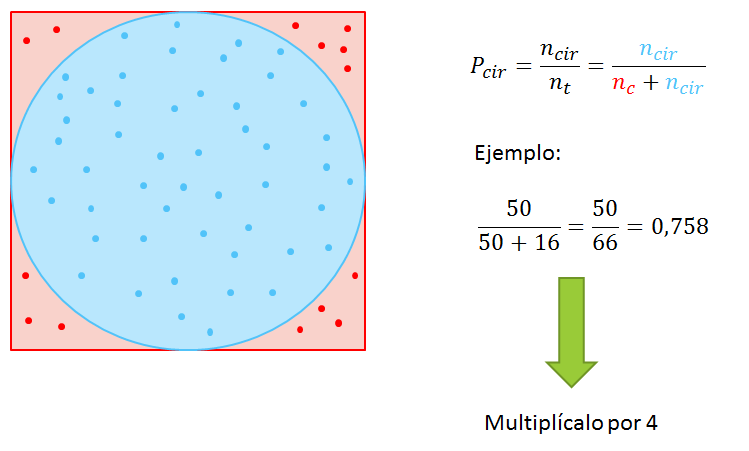 P_cir = n_cir / n_t = n_cir / (n_c + n_cir)
Ejemplo:
50 / (50 + 16) = 50 / 66 = 0,758
Multiplícalo por 4